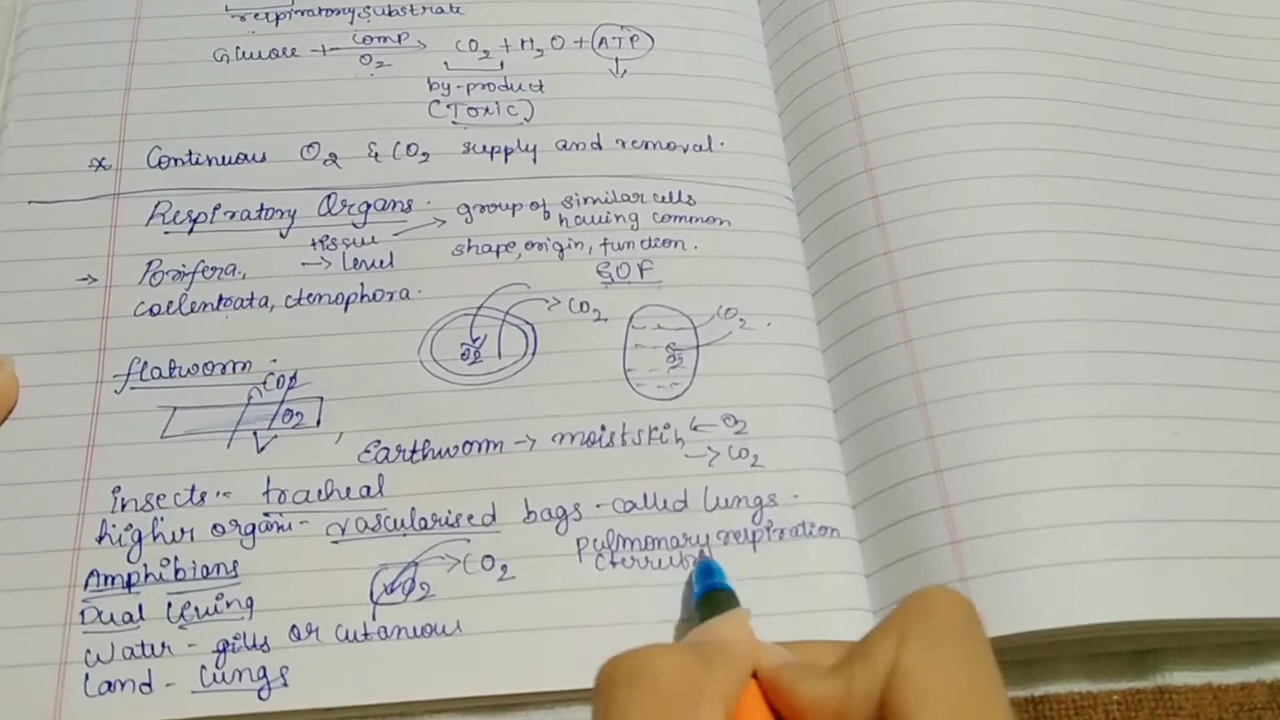 respiratory substrate
Glucose + comp O2 → CO2 + H2O + ATP
by-product
(Toxic)
* Continuous O2 & CO2 supply and removal.
Respiratory Organs.
→ group of similar cells
having common
shape, origin, function.
SOF
tissue
→ level
→ Porifera,
coelenteata, ctenophora.
O2 → CO2
CO2.
O2
flatworm.
CO2
O2
Earthworm → moist skin ← O2
→ CO2
insects :- tracheal
higher organi - vascularised bags - called lungs.
pulmonary respiration
Amphibians
O2 → CO2
Dual leving
Water - gills or cutanious
Land - Lungs